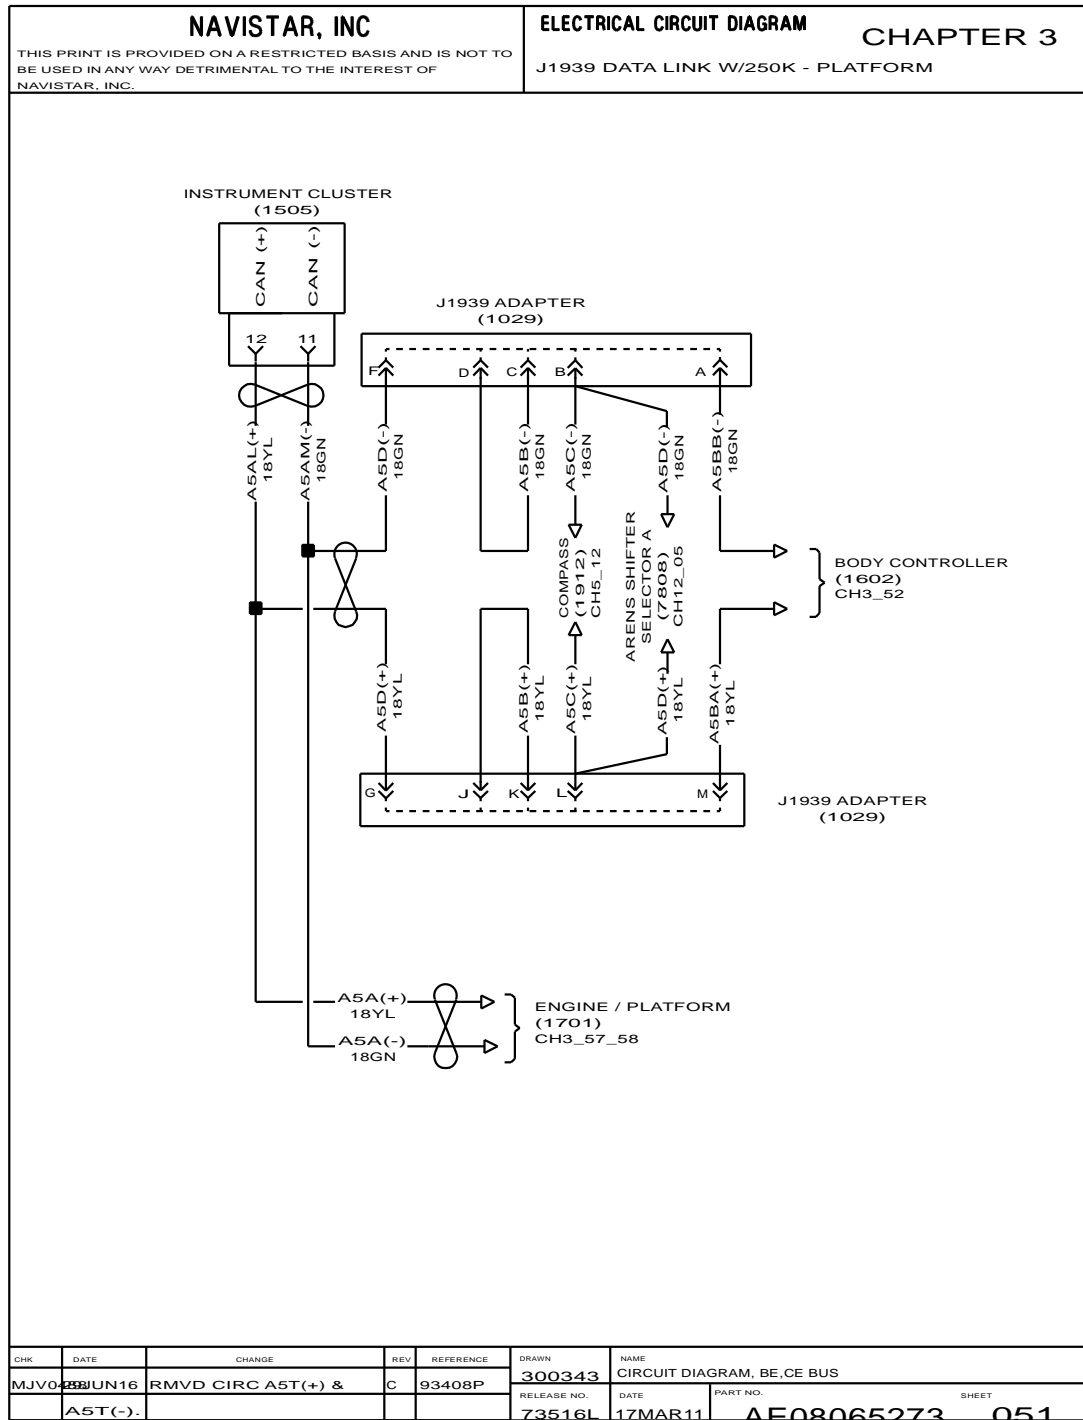 NAVISTAR, INC
THIS PRINT IS PROVIDED ON A RESTRICTED BASIS AND IS NOT TO
BE USED IN ANY WAY DETRIMENTAL TO THE INTEREST OF
NAVISTAR, INC.
ELECTRICAL CIRCUIT DIAGRAM
CHAPTER 3
J1939 DATA LINK W/250K - PLATFORM
INSTRUMENT CLUSTER
(1505)
CAN (+)
CAN (-)
12
11
J1939 ADAPTER
(1029)
F
D
C
B
A
A5AL(+)
18YL
A5AM(-)
18GN
A5D(-)
18GN
A5B(-)
18GN
A5C(-)
18GN
A5D(-)
18GN
A5BB(-)
18GN
COMPASS
(1912)
CH5_12
ARENS SHIFTER
SELECTOR A
(7808)
CH12_05
BODY CONTROLLER
(1602)
CH3_52
A5D(+)
18YL
A5B(+)
18YL
A5C(+)
18YL
A5D(+)
18YL
A5BA(+)
18YL
G
J
K
L
M
J1939 ADAPTER
(1029)
A5A(+)
18YL
A5A(-)
18GN
ENGINE / PLATFORM
(1701)
CH3_57_58
CHK
DATE
CHANGE
REV
REFERENCE
DRAWN
NAME
RMVD CIRC A5T(+) &
C
93408P
300343
CIRCUIT DIAGRAM, BE,CE BUS
A5T(-).
RELEASE NO.
DATE
PART NO.
SHEET
73516L
17MAR11
AE08065273
051